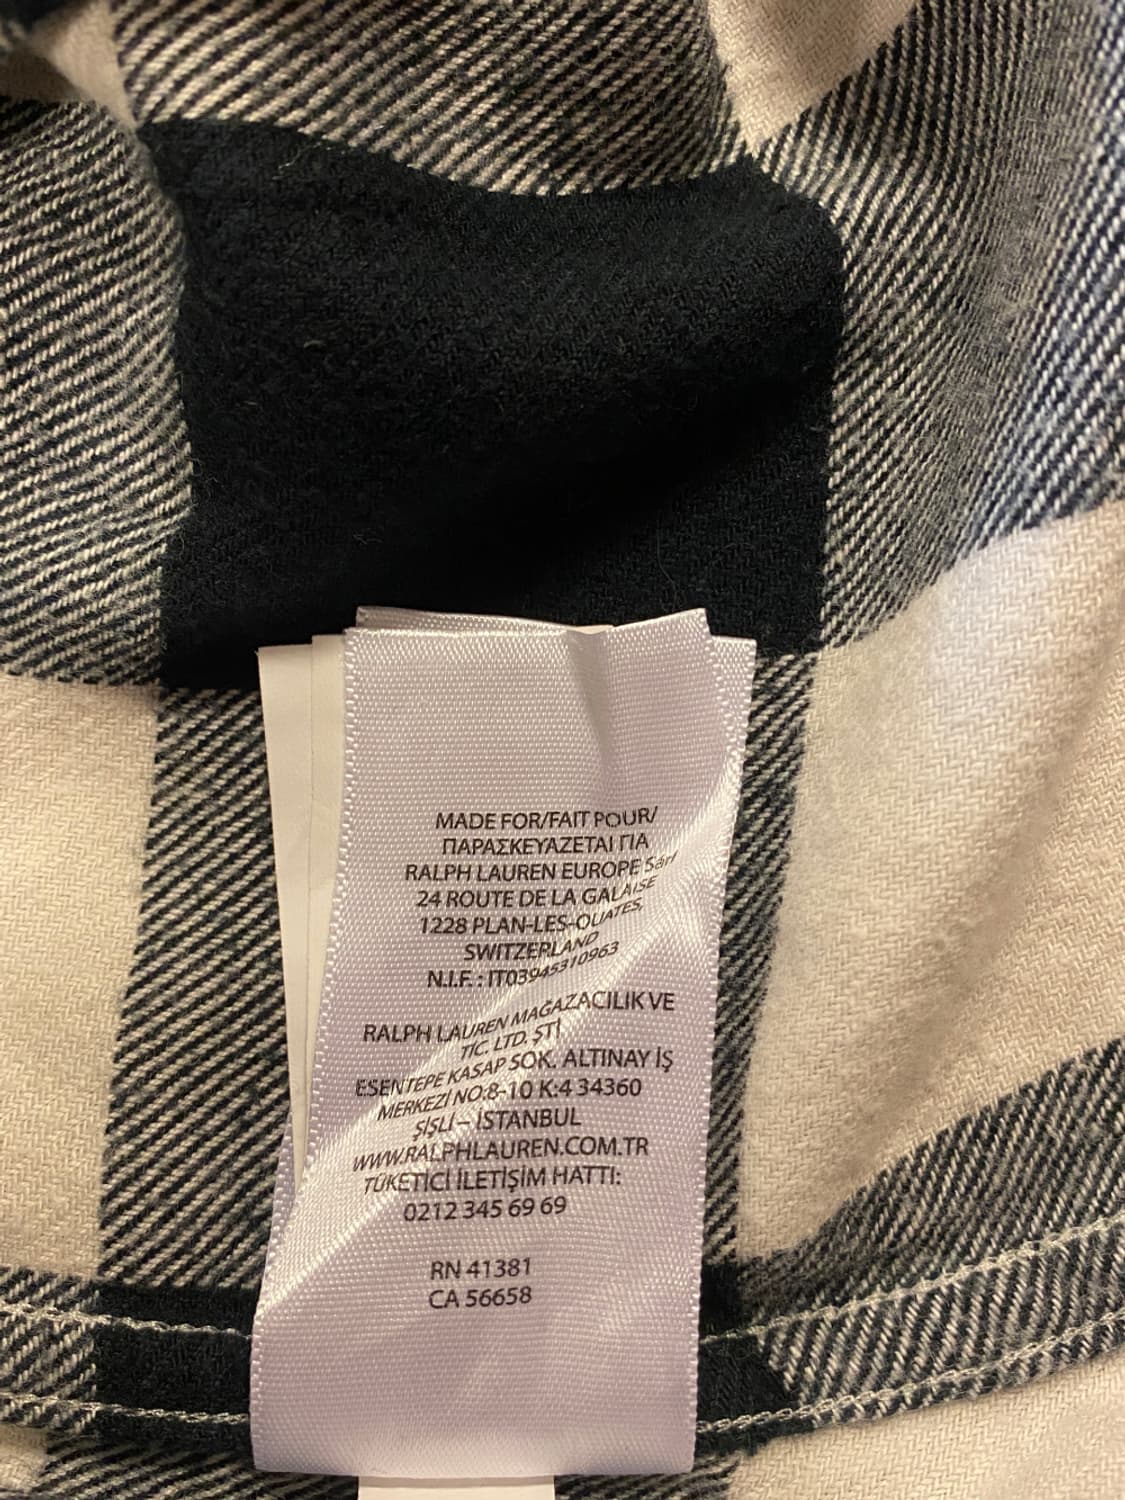 MADE FOR/FAIT POUR/
ΠΑΡΑΣΚΕΥΑΖΕΤΑΙ ΓΙΑ
RALPH LAUREN EUROPE Sàrl
24 ROUTE DE LA GALAISE
1228 PLAN-LES-OUATES,
SWITZERLAND
N.I.F. : IT03945310963
RALPH LAUREN MAĞAZACILIK VE
TIC. LTD. ŞTİ
ESENTEPE KASAP SOK. ALTINAY İŞ
MERKEZİ NO:8-10 K:4 34360
ŞİŞLİ – İSTANBUL
WWW.RALPHLAUREN.COM.TR
TÜKETİCİ İLETİŞİM HATTI:
0212 345 69 69
RN 41381
CA 56658